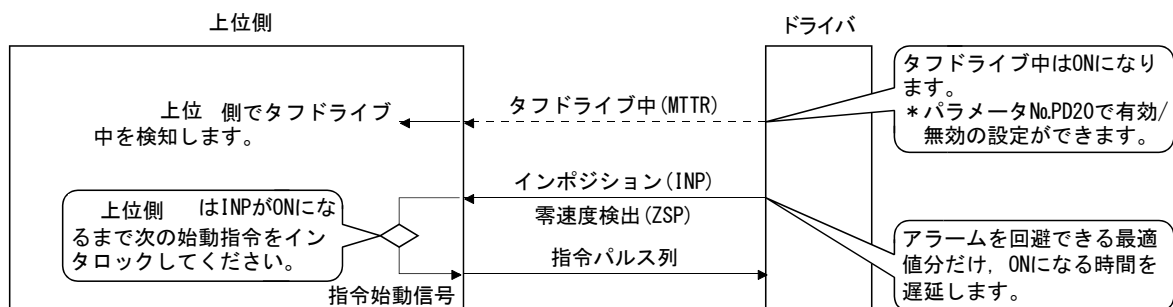 上位側
ドライバ
タフドライブ中はONになり
ます。
*パラメータNo.PD20で有効/
無効の設定ができます。
タフドライブ中(MTTR)
上位 側でタフドライブ
中を検知します。
インポジション(INP)
上位側 はINPがONにな
るまで次の始動指令をイン
タロックしてください。
零速度検出(ZSP)
アラームを回避できる最適
値分だけ，ONになる時間を
遅延します。
指令パルス列
指令始動信号